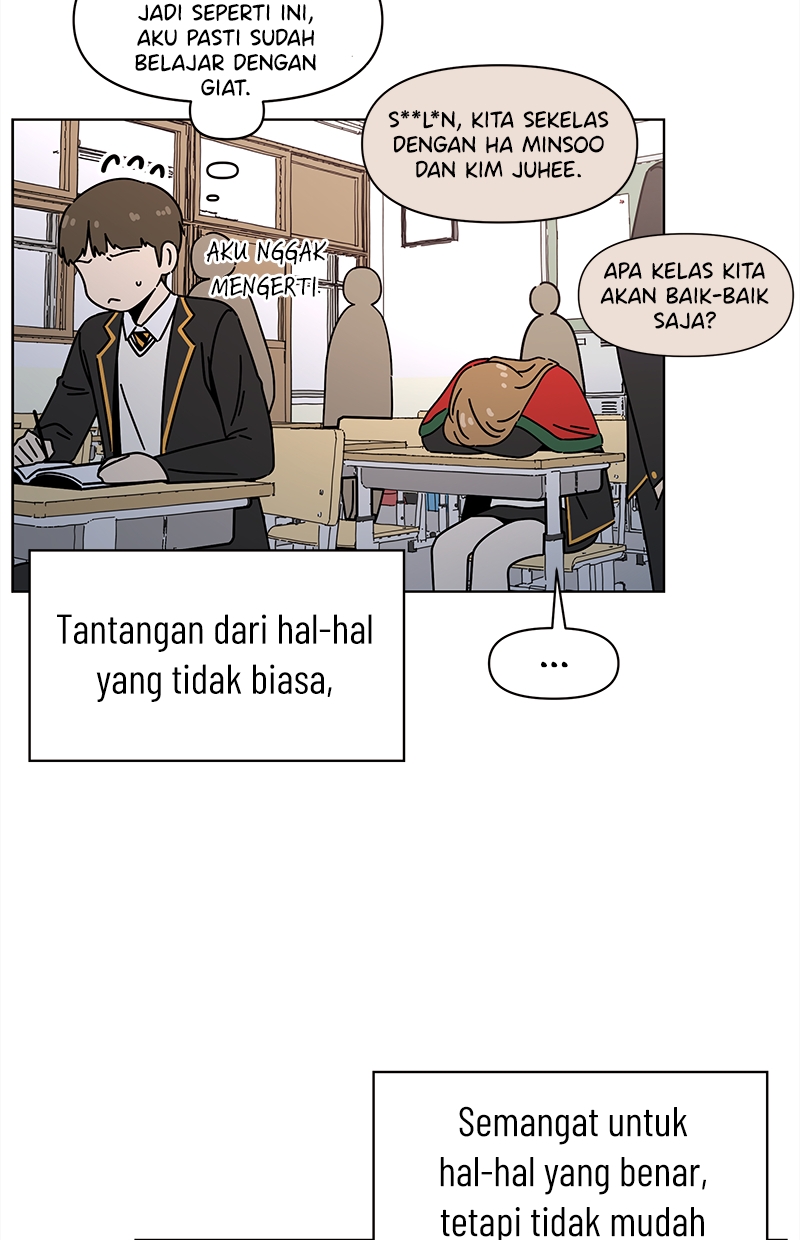 JADI SEPERTI INI,
AKU PASTI SUDAH
BELAJAR DENGAN
GIAT.
S**L*N, KITA SEKELAS
DENGAN HA MINSOO
DAN KIM JUHEE.
AKU NGGAK
MENGERTI.
APA KELAS KITA
AKAN BAIK-BAIK
SAJA?
...
Tantangan dari hal-hal
yang tidak biasa,
Semangat untuk
hal-hal yang benar,
tetapi tidak mudah